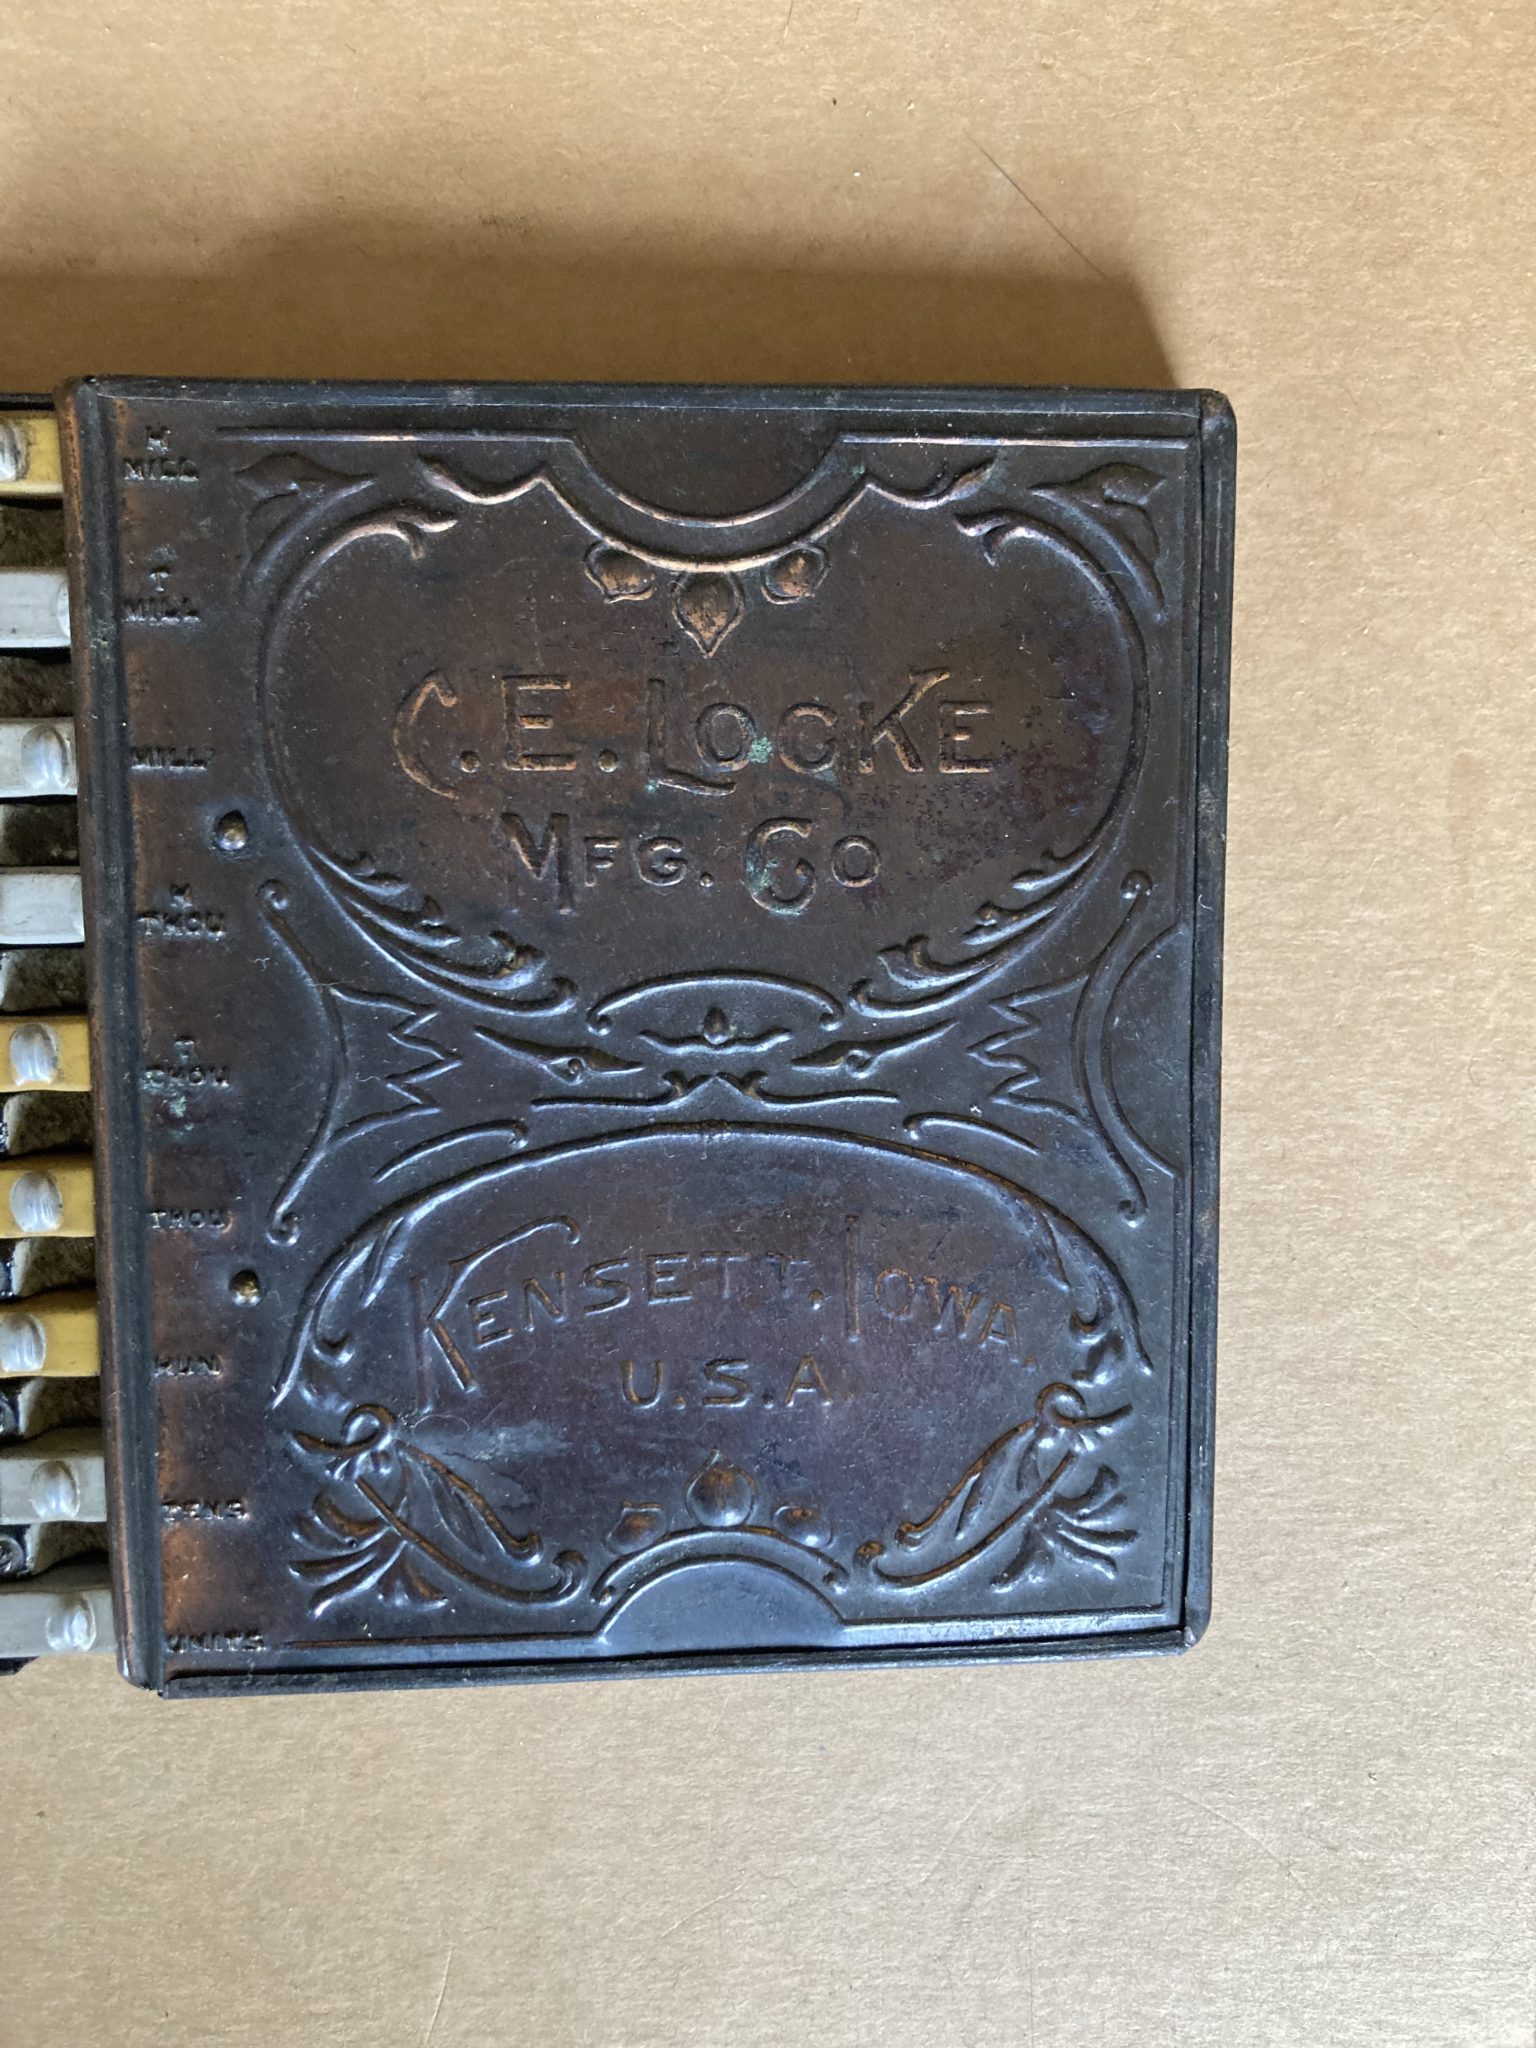 H
MILL
T
MILL
MILL
H
THOU
T
THOU
THOU
HUN
TENS
UNITS
C.E. LOCKE
MFG. CO
KENSETT. IOWA.
U.S.A